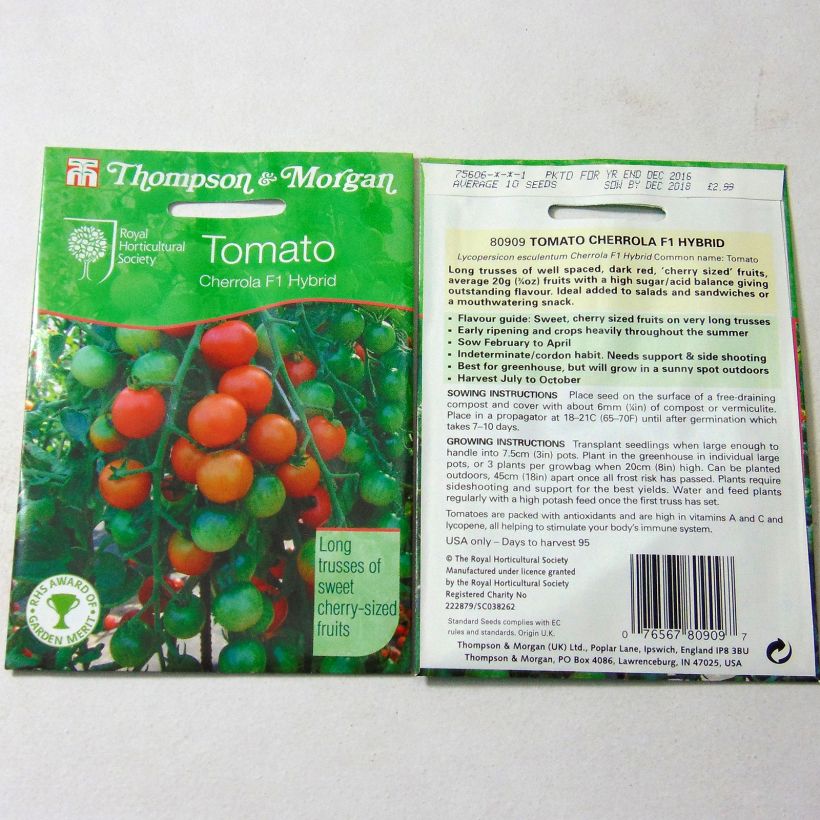 Thompson & Morgan
Royal
Horticultural
Society
Tomato
Cherrola F1 Hybrid
Long
trusses of
sweet
cherry-sized
fruits
RHS AWARD OF
GARDEN MERIT
75606-*-*-1 PKTD FOR YR END DEC 2016
AVERAGE 10 SEEDS SOW BY DEC 2018 £2.99
80909 TOMATO CHERROLA F1 HYBRID
Lycopersicon esculentum Cherrola F1 Hybrid Common name: Tomato
Long trusses of well spaced, dark red, 'cherry sized' fruits,
average 20g (¾oz) fruits with a high sugar/acid balance giving
outstanding flavour. Ideal added to salads and sandwiches or
a mouthwatering snack.
• Flavour guide: Sweet, cherry sized fruits on very long trusses
• Early ripening and crops heavily throughout the summer
• Sow February to April
• Indeterminate/cordon habit. Needs support & side shooting
• Best for greenhouse, but will grow in a sunny spot outdoors
• Harvest July to October
SOWING INSTRUCTIONS Place seed on the surface of a free-draining
compost and cover with about 6mm (¼in) of compost or vermiculite.
Place in a propagator at 18-21C (65-70F) until after germination which
takes 7-10 days.
GROWING INSTRUCTIONS Transplant seedlings when large enough to
handle into 7.5cm (3in) pots. Plant in the greenhouse in individual large
pots, or 3 plants per growbag when 20cm (8in) high. Can be planted
outdoors, 45cm (18in) apart once all frost risk has passed. Plants require
sideshooting and support for the best yields. Water and feed plants
regularly with a high potash feed once the first truss has set.
Tomatoes are packed with antioxidants and are high in vitamins A and C and
lycopene, all helping to stimulate your body's immune system.
USA only – Days to harvest 95
© The Royal Horticultural Society
Manufactured under licence granted
by the Royal Horticultural Society
Registered Charity No
222879/SC038262
Standard Seeds complies with EC
rules and standards. Origin U.K.
0 76567 80909 7
Thompson & Morgan (UK) Ltd., Poplar Lane, Ipswich, England IP8 3BU
Thompson & Morgan, PO Box 4086, Lawrenceburg, IN 47025, USA